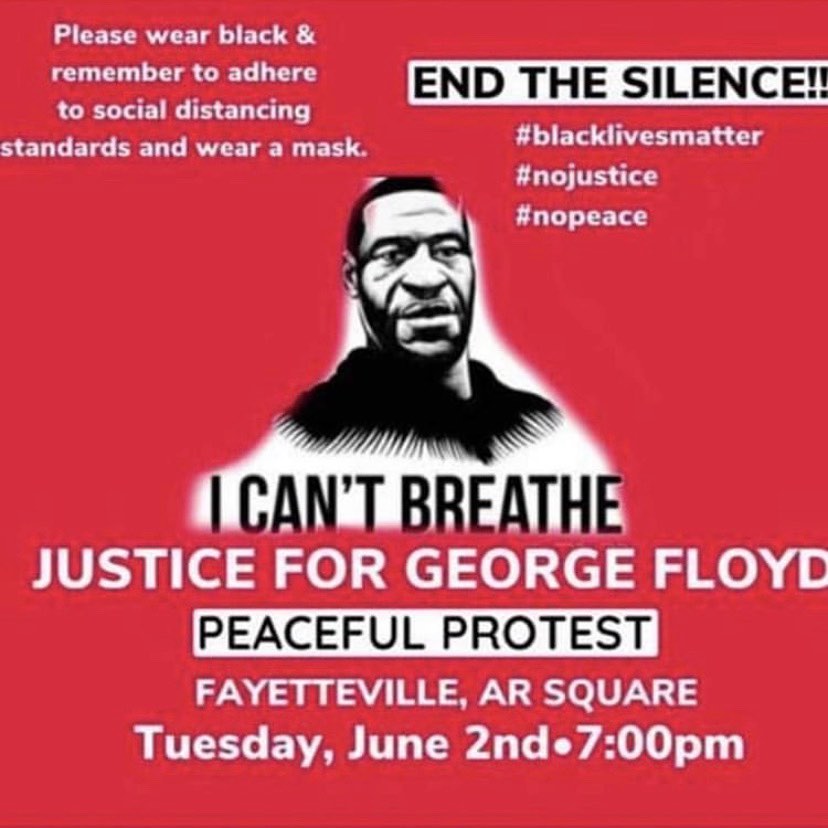 Please wear black &
remember to adhere
to social distancing
standards and wear a mask.
END THE SILENCE!!
#blacklivesmatter
#nojustice
#nopeace
I CAN'T BREATHE
JUSTICE FOR GEORGE FLOYD
PEACEFUL PROTEST
FAYETTEVILLE, AR SQUARE
Tuesday, June 2nd•7:00pm